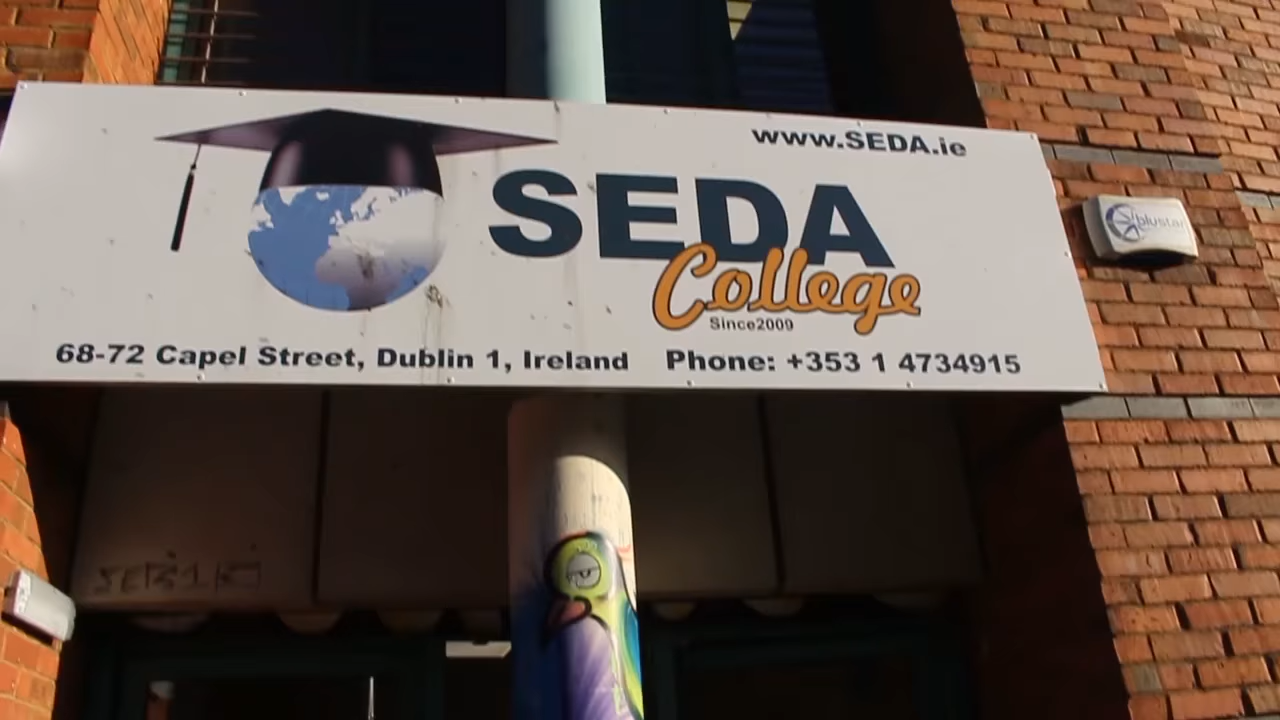 www.SEDA.ie
SEDA
College
Since2009
68-72 Capel Street, Dublin 1, Ireland Phone: +353 1 4734915